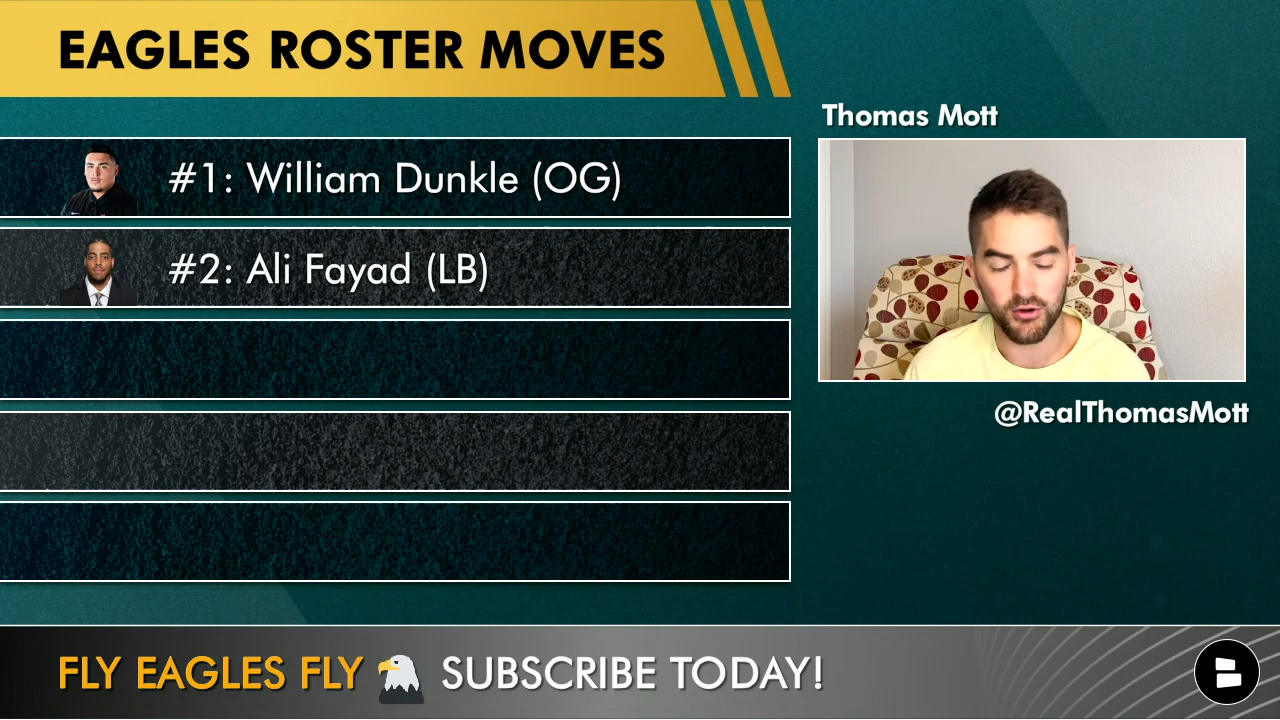 EAGLES ROSTER MOVES
Thomas Mott
#1: William Dunkle (OG)
#2: Ali Fayad (LB)
@RealThomasMott
FLY EAGLES FLY SUBSCRIBE TODAY!